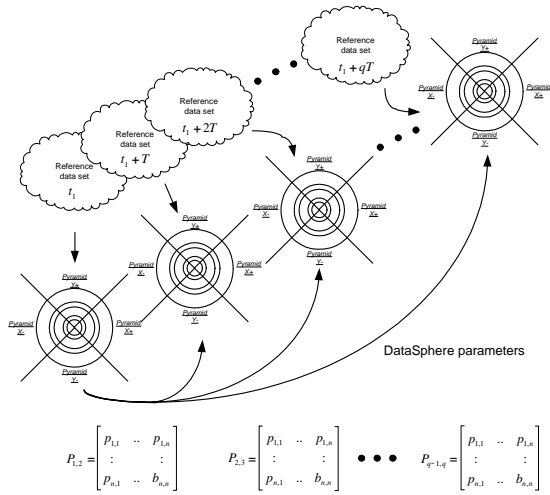 Reference
data set
t₁ + qT
Reference
data set
t₁ + 2T
Reference
data set
t₁ + T
Reference
data set
t₁
Pyramid
Y+
Pyramid
X-
Pyramid
X+
Pyramid
Y-
Pyramid
Y+
Pyramid
X-
Pyramid
X+
Pyramid
Y-
Pyramid
Y+
Pyramid
X-
Pyramid
X+
Pyramid
Y-
Pyramid
Y+
Pyramid
X-
Pyramid
X+
Pyramid
Y-
DataSphere parameters
P₁,₂ = [ p₁,₁ .. p₁,ₙ
: :
pₙ,₁ .. bₙ,ₙ ]
P₂,₃ = [ p₁,₁ .. p₁,ₙ
: :
pₙ,₁ .. bₙ,ₙ ]
P_{q-1,q} = [ p₁,₁ .. p₁,ₙ
: :
pₙ,₁ .. bₙ,ₙ ]